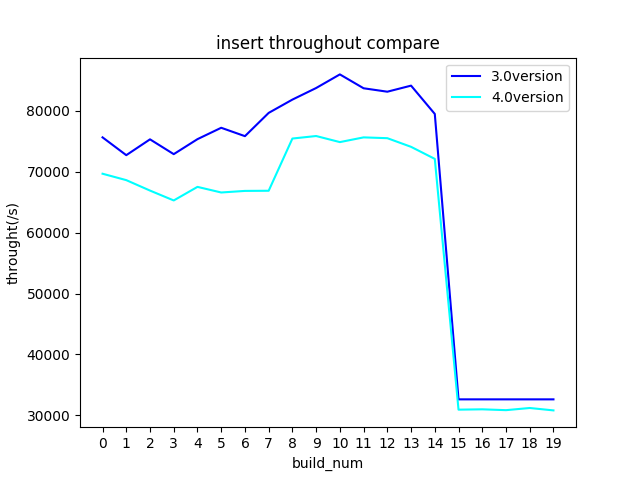 insert throughout compare
3.0version
4.0version
throught(/s)
80000
70000
60000
50000
40000
30000
0 1 2 3 4 5 6 7 8 9 10 11 12 13 14 15 16 17 18 19
build_num